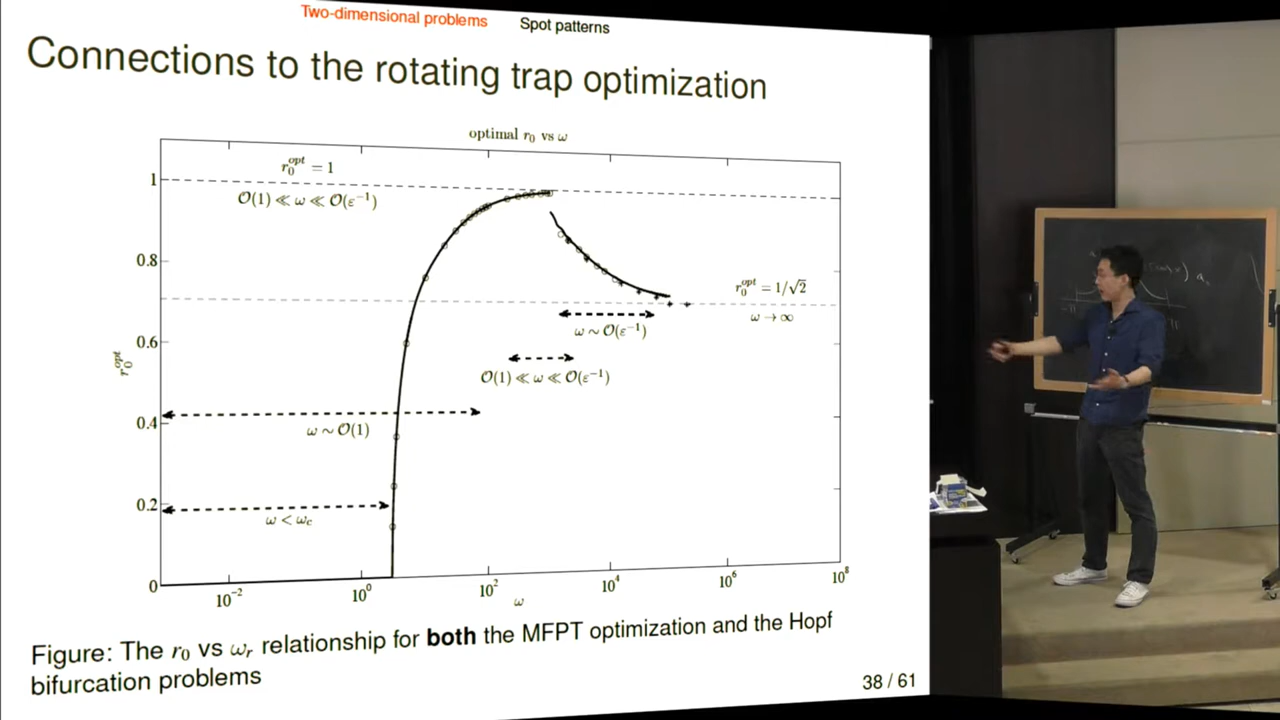 Two-dimensional problems Spot patterns
Connections to the rotating trap optimization
optimal r₀ vs ω
r₀ᵒᵖᵗ = 1
𝒪(1) ≪ ω ≪ 𝒪(ε⁻¹)
1
0.8
r₀ᵒᵖᵗ = 1/√2
ω → ∞
ω ∼ 𝒪(ε⁻¹)
0.6
r₀ᵒᵖᵗ
𝒪(1) ≪ ω ≪ 𝒪(ε⁻¹)
0.4
ω ∼ 𝒪(1)
0.2
ω < ω_c
0
10⁻² 10⁰ 10² 10⁴ 10⁶ 10⁸
ω
Figure: The r₀ vs ωᵣ relationship for both the MFPT optimization and the Hopf
bifurcation problems
38 / 61